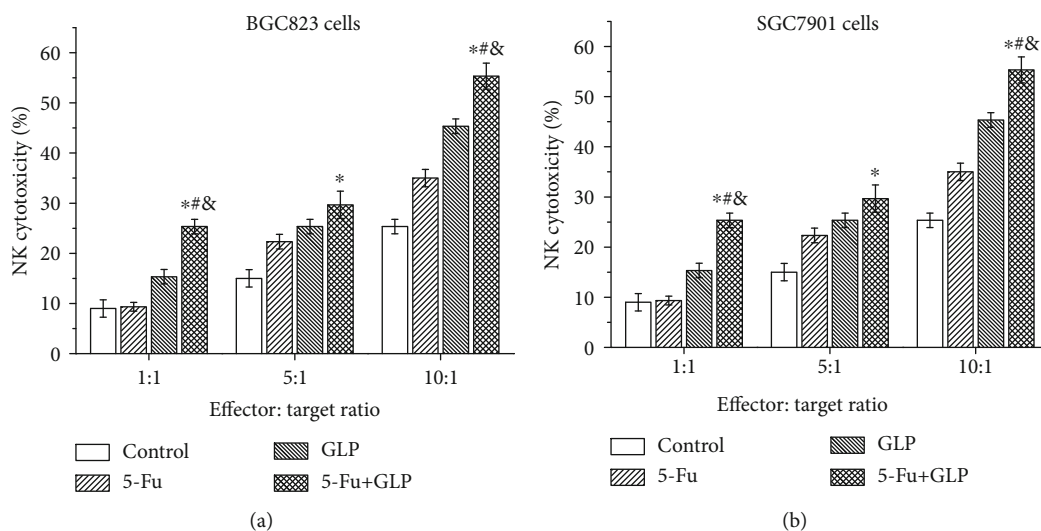 BGC823 cells
NK cytotoxicity (%)
60
50
40
30
20
10
0
*#&
*
*#&
1:1
5:1
10:1
Effector: target ratio
Control
GLP
5-Fu
5-Fu+GLP
(a)
SGC7901 cells
NK cytotoxicity (%)
60
50
40
30
20
10
0
*#&
*
*#&
1:1
5:1
10:1
Effector: target ratio
Control
GLP
5-Fu
5-Fu+GLP
(b)